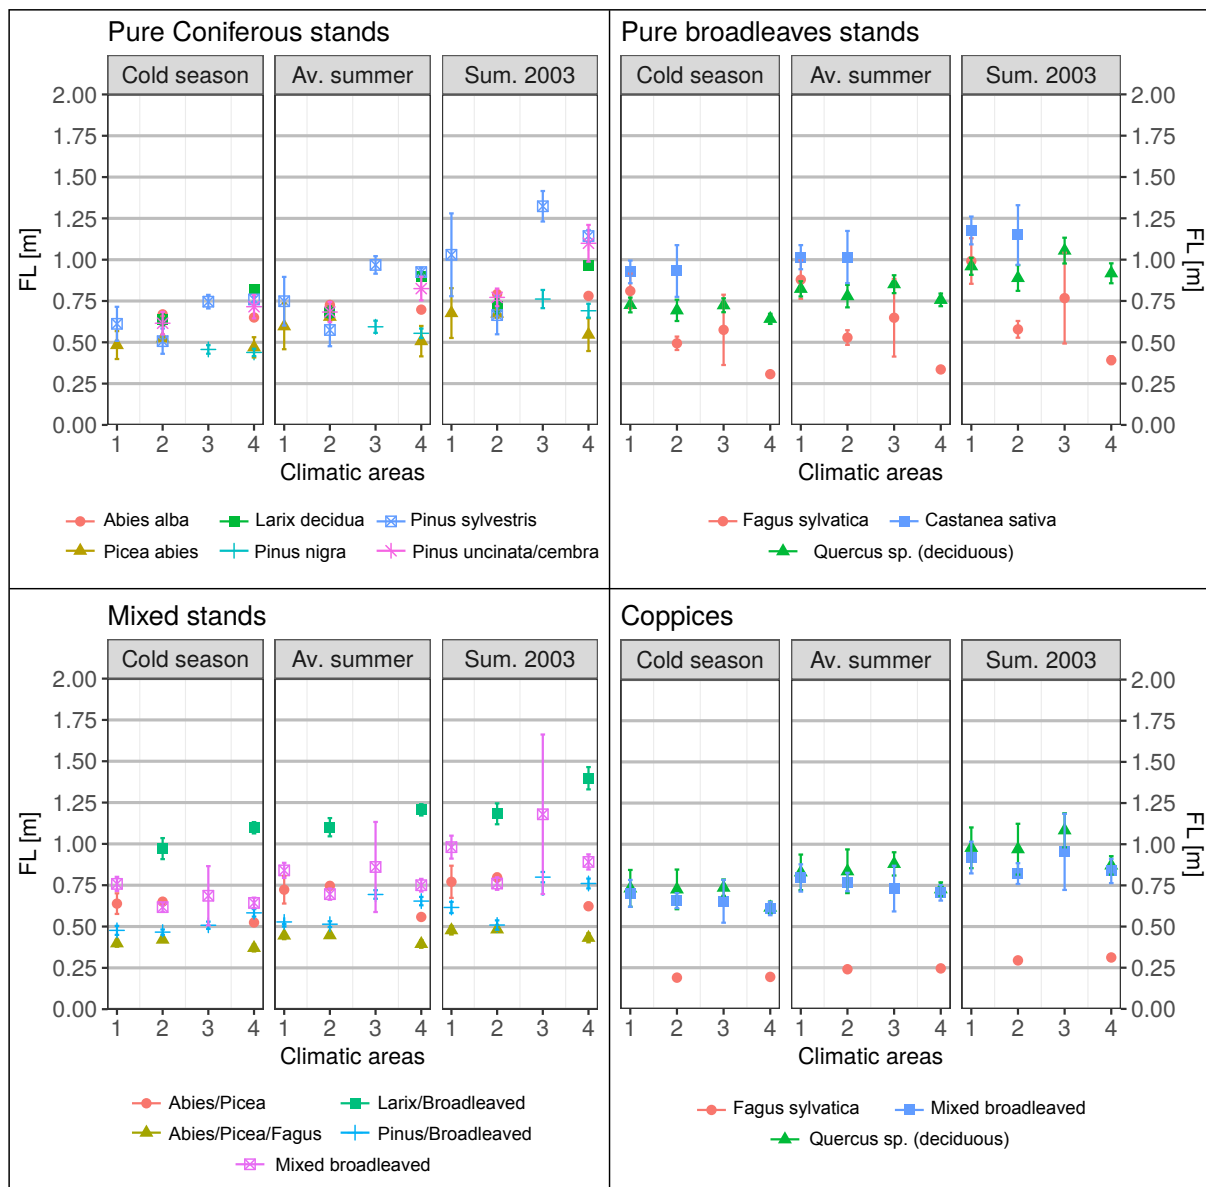 Pure Coniferous stands
Cold season Av. summer Sum. 2003
2.00
1.75
1.50
1.25
1.00
0.75
0.50
0.25
0.00
FL [m]
1 2 3 4 1 2 3 4 1 2 3 4
Climatic areas
Abies alba Larix decidua Pinus sylvestris
Picea abies Pinus nigra Pinus uncinata/cembra
Pure broadleaves stands
Cold season Av. summer Sum. 2003
2.00
1.75
1.50
1.25
1.00
0.75
0.50
0.25
0.00
FL [m]
1 2 3 4 1 2 3 4 1 2 3 4
Climatic areas
Fagus sylvatica Castanea sativa
Quercus sp. (deciduous)
Mixed stands
Cold season Av. summer Sum. 2003
2.00
1.75
1.50
1.25
1.00
0.75
0.50
0.25
0.00
FL [m]
1 2 3 4 1 2 3 4 1 2 3 4
Climatic areas
Abies/Picea Larix/Broadleaved
Abies/Picea/Fagus Pinus/Broadleaved
Mixed broadleaved
Coppices
Cold season Av. summer Sum. 2003
2.00
1.75
1.50
1.25
1.00
0.75
0.50
0.25
0.00
FL [m]
1 2 3 4 1 2 3 4 1 2 3 4
Climatic areas
Fagus sylvatica Mixed broadleaved
Quercus sp. (deciduous)